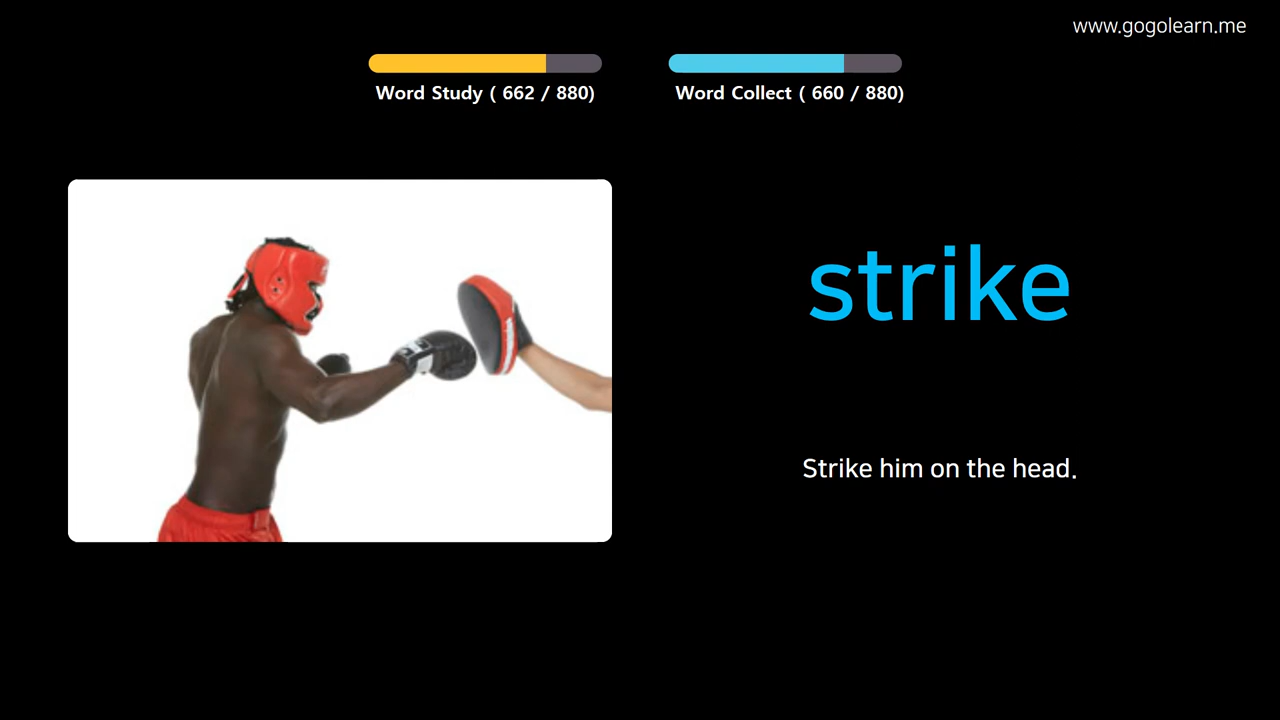 www.gogolearn.me
Word Study ( 662 / 880)
Word Collect ( 660 / 880)
strike
Strike him on the head.